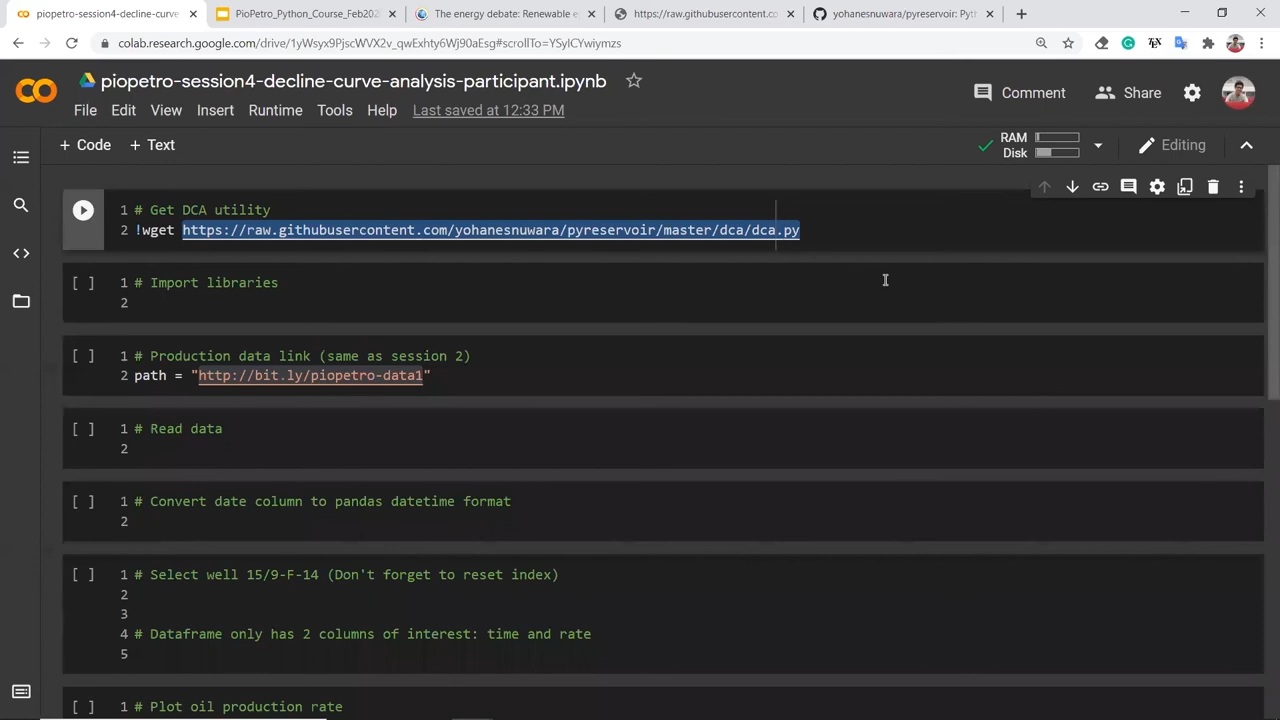 piopetro-session4-decline-curve
PioPetro_Python_Course_Feb202
The energy debate: Renewable e
https://raw.githubusercontent.co
yohanesnuwara/pyreservoir: Pyt
colab.research.google.com/drive/1yWsyx9PjscWVX2v_qwExhty6Wj90aEsg#scrollTo=YSyICYwiymzs
piopetro-session4-decline-curve-analysis-participant.ipynb
File Edit View Insert Runtime Tools Help Last saved at 12:33 PM
Comment Share
+ Code + Text
RAM
Disk
Editing
1 # Get DCA utility
2 !wget https://raw.githubusercontent.com/yohanesnuwara/pyreservoir/master/dca/dca.py
[ ] 1 # Import libraries
2
[ ] 1 # Production data link (same as session 2)
2 path = "http://bit.ly/piopetro-data1"
[ ] 1 # Read data
2
[ ] 1 # Convert date column to pandas datetime format
2
[ ] 1 # Select well 15/9-F-14 (Don't forget to reset index)
2
3
4 # Dataframe only has 2 columns of interest: time and rate
5
[ ] 1 # Plot oil production rate